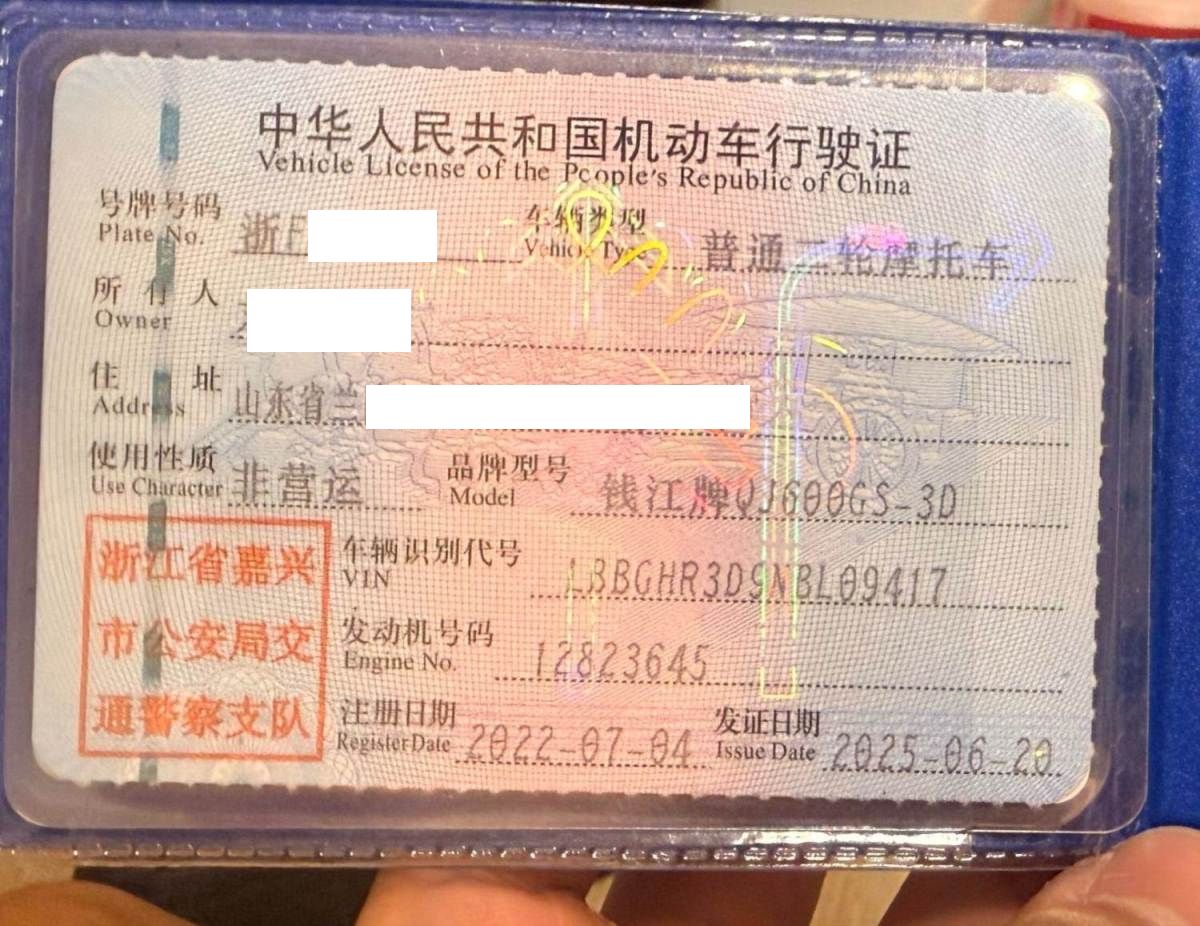 中华人民共和国机动车行驶证
Vehicle License of the People's Republic of China
号牌号码 浙F 车辆类型 普通二轮摩托车
Plate No. Vehicle Type
所有人
Owner
住址 山东省兰
Address
使用性质 非营运 品牌型号 钱江牌QJ600GS-3D
Use Character Model
浙江省嘉兴
市公安局交
通警察支队
车辆识别代号 LBBGHR3D9NBL09417
VIN
发动机号码 12823645
Engine No.
注册日期 2022-07-04 发证日期 2025-06-20
Register Date Issue Date